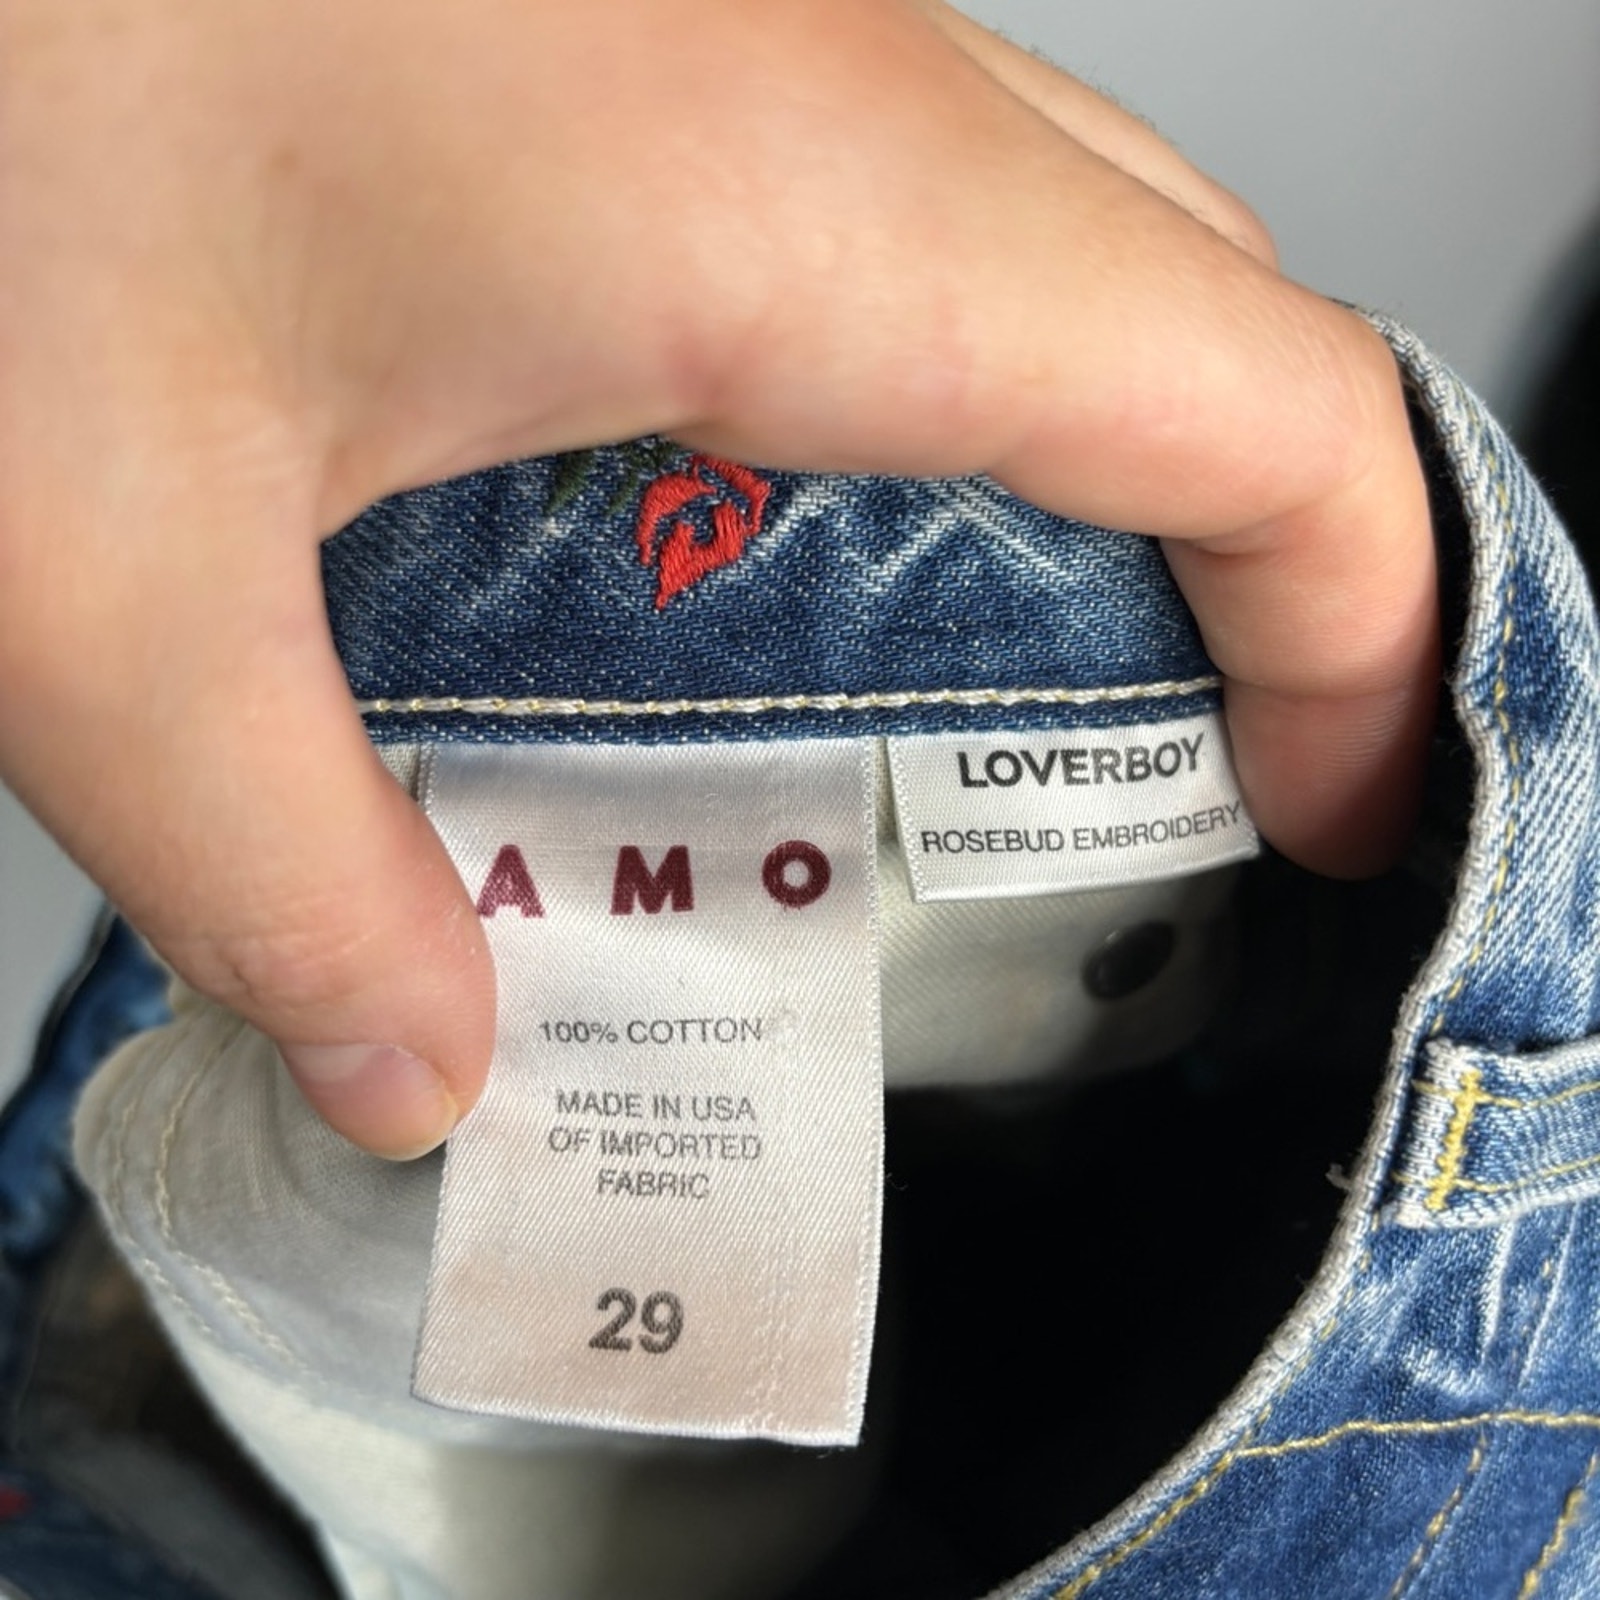 AMO
100% COTTON
MADE IN USA
OF IMPORTED
FABRIC
29
LOVERBOY
ROSEBUD EMBROIDERY